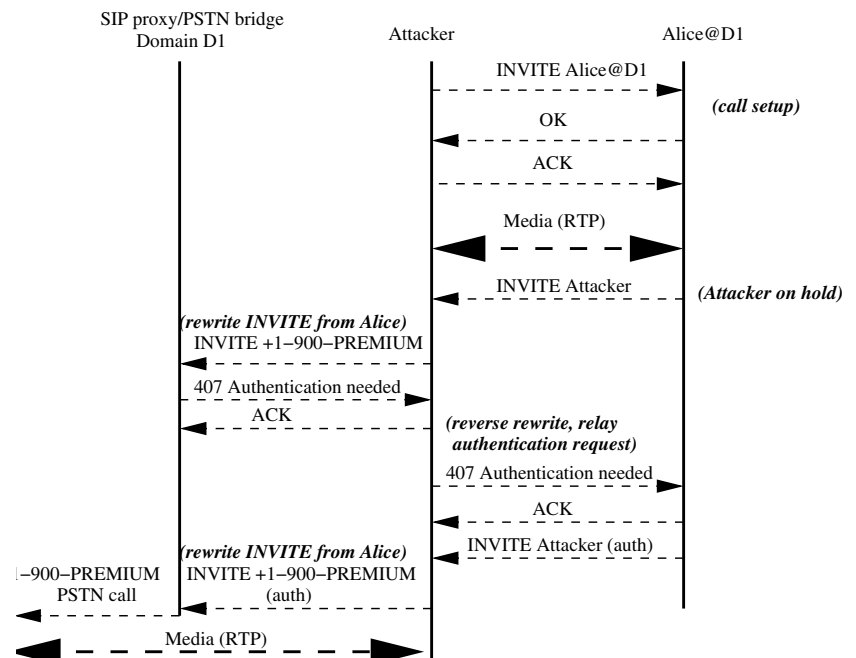 SIP proxy/PSTN bridge
Domain D1
Attacker
Alice@D1
INVITE Alice@D1
(call setup)
OK
ACK
Media (RTP)
INVITE Attacker
(Attacker on hold)
(rewrite INVITE from Alice)
INVITE +1−900−PREMIUM
407 Authentication needed
ACK
(reverse rewrite, relay
authentication request)
407 Authentication needed
ACK
INVITE Attacker (auth)
(rewrite INVITE from Alice)
INVITE +1−900−PREMIUM
(auth)
1−900−PREMIUM
PSTN call
Media (RTP)